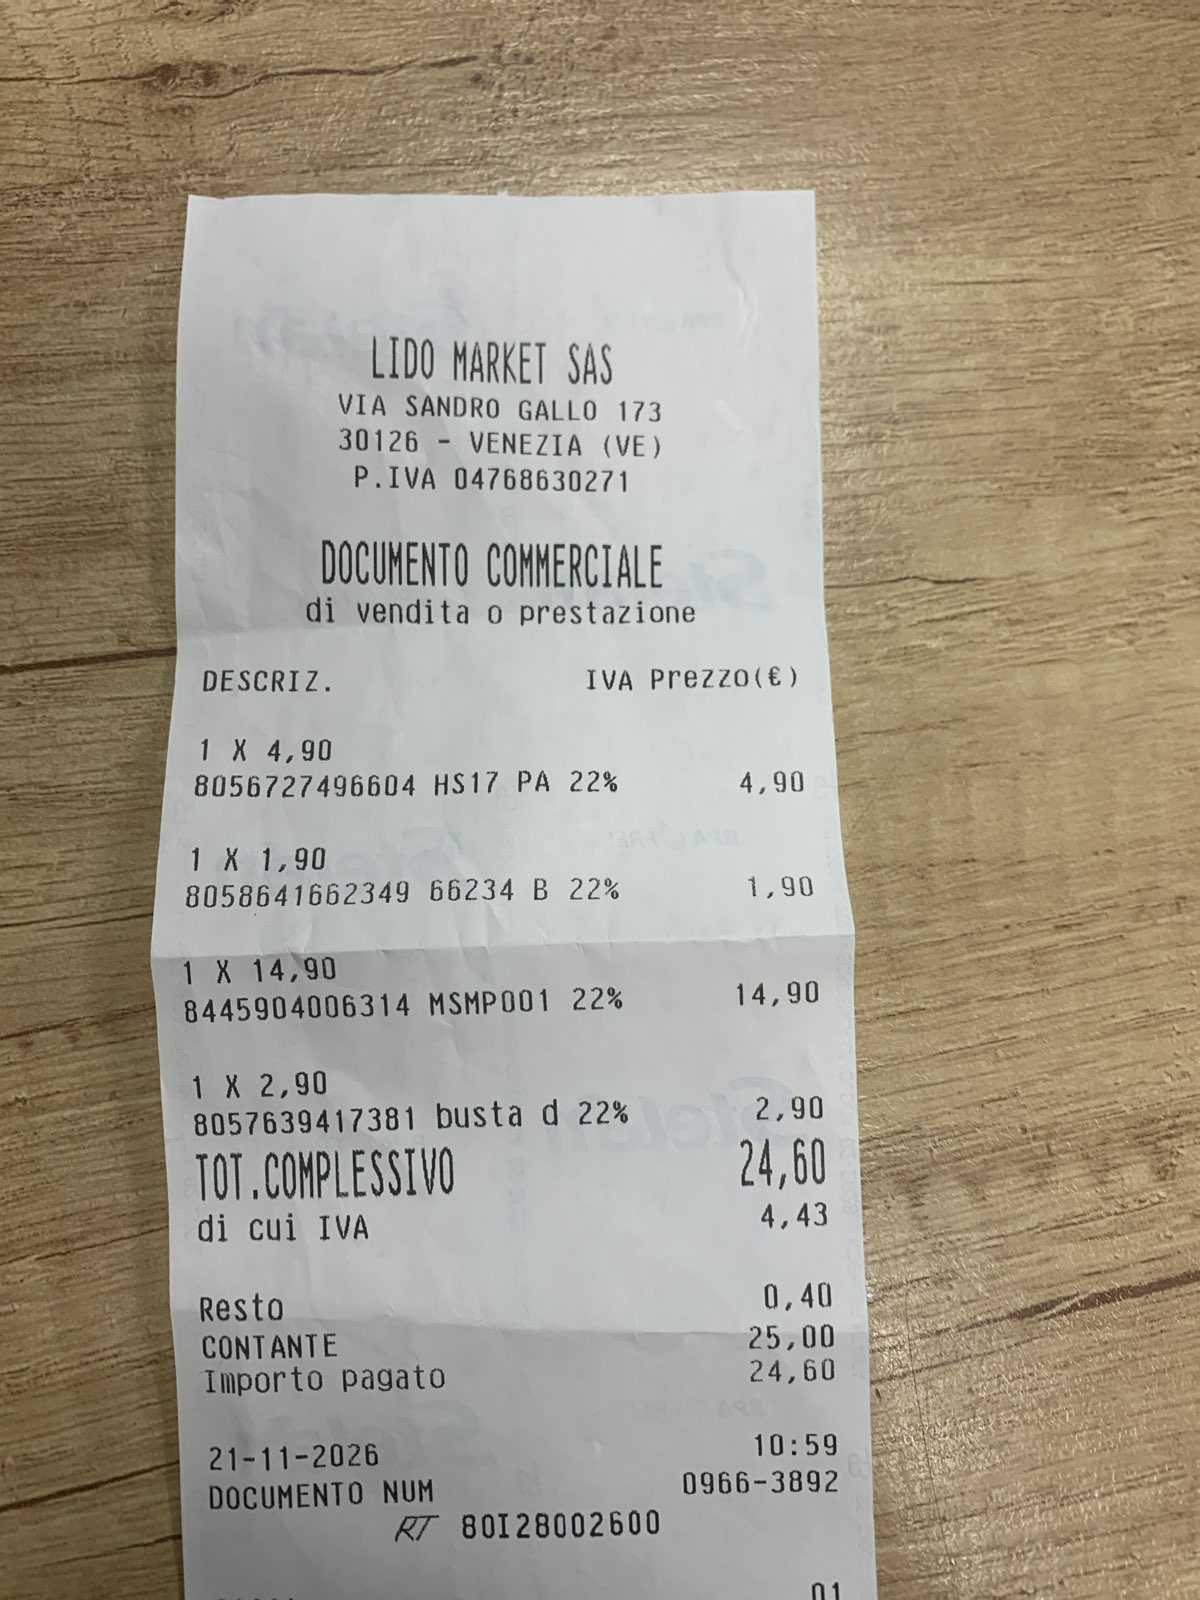 LIDO MARKET SAS
VIA SANDRO GALLO 173
30126 - VENEZIA (VE)
P.IVA 04768630271
DOCUMENTO COMMERCIALE
di vendita o prestazione
DESCRIZ. IVA Prezzo(€)
1 X 4,90
8056727496604 HS17 PA 22% 4,90
1 X 1,90
8058641662349 66234 B 22% 1,90
1 X 14,90
8445904006314 MSMP001 22% 14,90
1 X 2,90
8057639417381 busta d 22% 2,90
TOT.COMPLESSIVO 24,60
di cui IVA 4,43
Resto 0,40
CONTANTE 25,00
Importo pagato 24,60
21-11-2026 10:59
DOCUMENTO NUM 0966-3892
RT 80I28002600
01